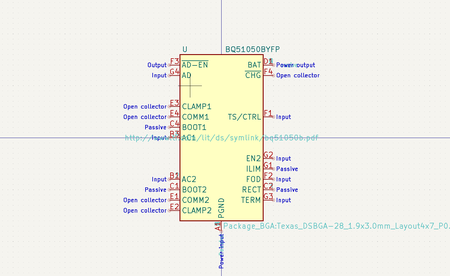 U BQ51050BYFP
Output F3 AD-EN BAT D1 Power output
Input G4 AD CHG F4 Open collector
Open collector E3 CLAMP1
Open collector E4 COMM1 TS/CTRL F1 Input
Passive C4 BOOT1
Input B3 AC1
http://www.ti.com/lit/ds/symlink/bq51050b.pdf
EN2 G2 Input
ILIM G1 Passive
Input B1 AC2 FOD F2 Input
Passive C1 BOOT2 RECT C2 Passive
Open collector E1 COMM2 TERM G3 Input
Open collector E2 CLAMP2
PGND
A1
Power input
Package_BGA:Texas_DSBGA-28_1.9x3.0mm_Layout4x7_P0.